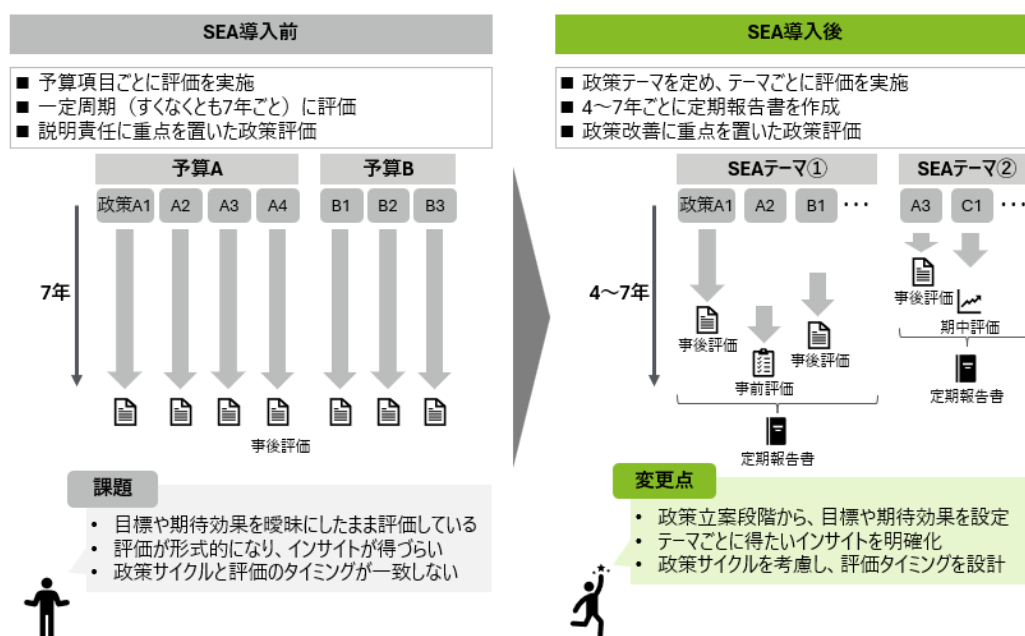 SEA導入前
■ 予算項目ごとに評価を実施
■ 一定周期（すくなくとも7年ごと）に評価
■ 説明責任に重点を置いた政策評価
予算A
予算B
政策A1
A2
A3
A4
B1
B2
B3
7年
事後評価
課題
• 目標や期待効果を曖昧にしたまま評価している
• 評価が形式的になり、インサイトが得づらい
• 政策サイクルと評価のタイミングが一致しない
SEA導入後
■ 政策テーマを定め、テーマごとに評価を実施
■ 4～7年ごとに定期報告書を作成
■ 政策改善に重点を置いた政策評価
SEAテーマ①
SEAテーマ②
政策A1
A2
B1
･･･
A3
C1
･･･
4～7年
事後評価
事前評価
事後評価
定期報告書
事後評価
期中評価
定期報告書
変更点
• 政策立案段階から、目標や期待効果を設定
• テーマごとに得たいインサイトを明確化
• 政策サイクルを考慮し、評価タイミングを設計